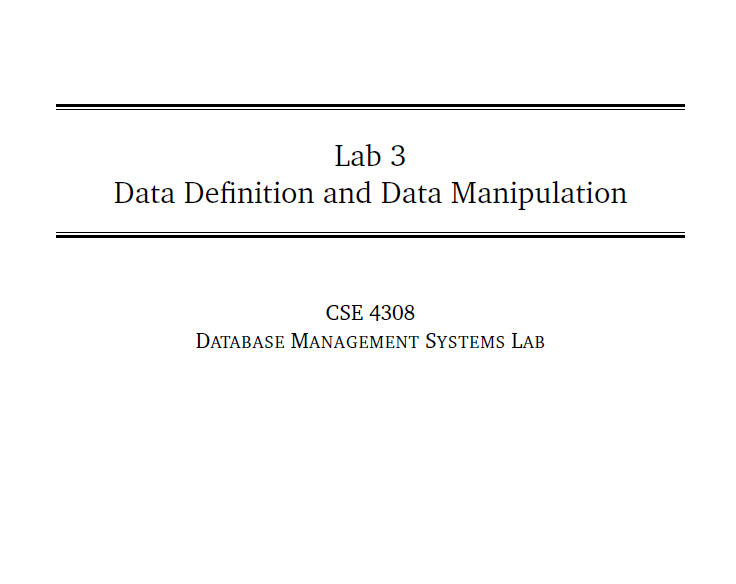 Lab 3
Data Definition and Data Manipulation
CSE 4308
DATABASE MANAGEMENT SYSTEMS LAB